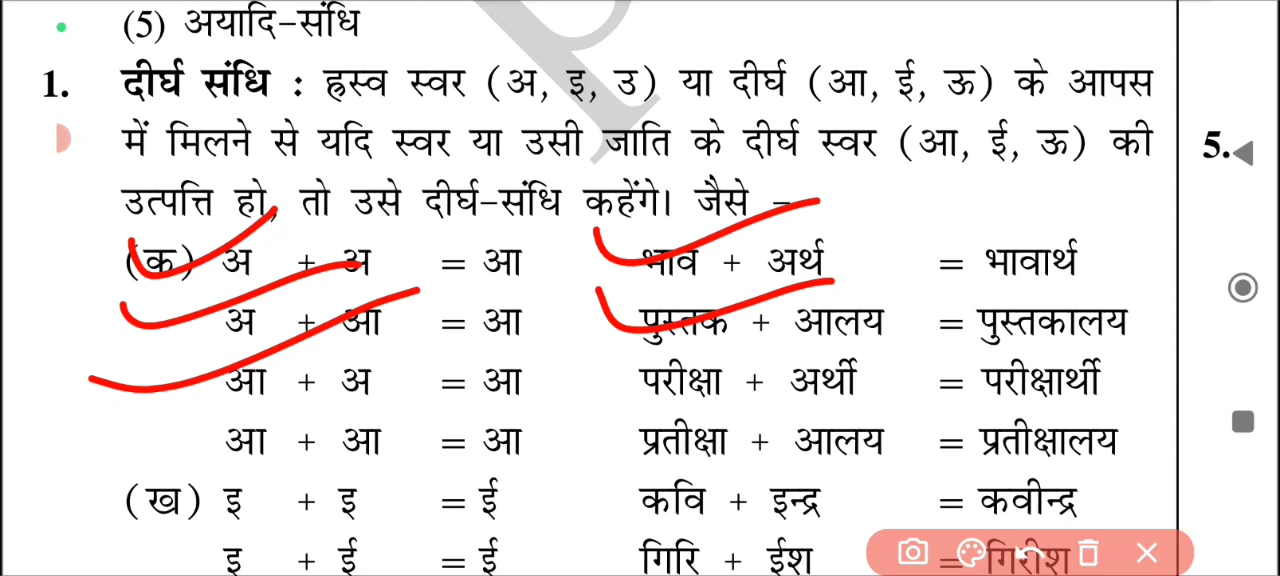 (5) अयादि-संधि
1. दीर्घ संधि : ह्रस्व स्वर (अ, इ, उ) या दीर्घ (आ, ई, ऊ) के आपस
में मिलने से यदि स्वर या उसी जाति के दीर्घ स्वर (आ, ई, ऊ) की
5.
उत्पत्ति हो, तो उसे दीर्घ-संधि कहेंगे। जैसे -
(क) अ + अ = आ भाव + अर्थ = भावार्थ
अ + आ = आ पुस्तक + आलय = पुस्तकालय
आ + अ = आ परीक्षा + अर्थी = परीक्षार्थी
आ + आ = आ प्रतीक्षा + आलय = प्रतीक्षालय
(ख) इ + इ = ई कवि + इन्द्र = कवीन्द्र
इ + ई = ई गिरि + ईश = गिरीश